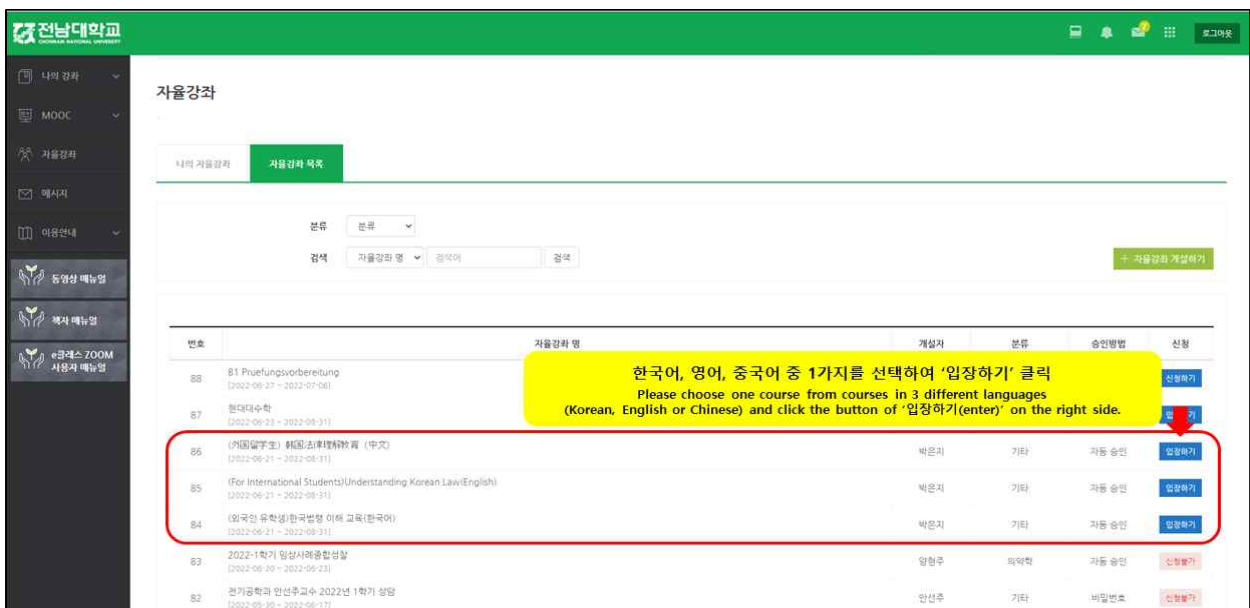 전남대학교
CHONNAM NATIONAL UNIVERSITY
로그아웃
나의 강좌
MOOC
자율강좌
메시지
이용안내
동영상 매뉴얼
책자 매뉴얼
e클래스 ZOOM
사용자 매뉴얼
자율강좌
나의 자율강좌
자율강좌 목록
분류 분류
검색 자율강좌 명 검색어 검색
+ 자율강좌 개설하기
번호 자율강좌 명 개설자 분류 승인방법 신청
한국어, 영어, 중국어 중 1가지를 선택하여 ‘입장하기’ 클릭
Please choose one course from courses in 3 different languages
(Korean, English or Chinese) and click the button of ‘입장하기(enter)’ on the right side.
88 B1 Pruefungsvorbereitung 신청하기
[2022-06-27 ~ 2022-07-06]
87 현대대수학
[2022-06-23 ~ 2022-08-31]
86 (外国留学生) 韩国法律理解教育 (中文) 박은지 기타 자동 승인 입장하기
[2022-06-21 ~ 2022-08-31]
85 (For International Students)Understanding Korean Law(English) 박은지 기타 자동 승인 입장하기
[2022-06-21 ~ 2022-08-31]
84 (외국인 유학생)한국법령 이해 교육(한국어) 박은지 기타 자동 승인 입장하기
[2022-06-21 ~ 2022-08-31]
83 2022-1학기 임상사례종합성찰 양현주 의약학 자동 승인 신청불가
[2022-06-20 ~ 2022-06-23]
82 전기공학과 안선주교수 2022년 1학기 상담 안선주 기타 비밀번호 신청불가
[2022-05-30 ~ 2022-06-17]